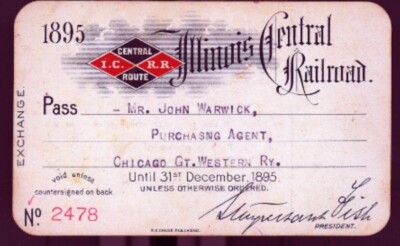 1895
CENTRAL
I.C. R.R.
ROUTE
Illinois Central
Railroad.
EXCHANGE.
Pass - MR. JOHN WARWICK,
PURCHASNG AGENT,
CHICAGO GT. WESTERN RY.
Until 31ST December, 1895.
UNLESS OTHERWISE ORDERED.
void unless
countersigned on back.
No. 2478
Stuyvesant Fish
PRESIDENT.